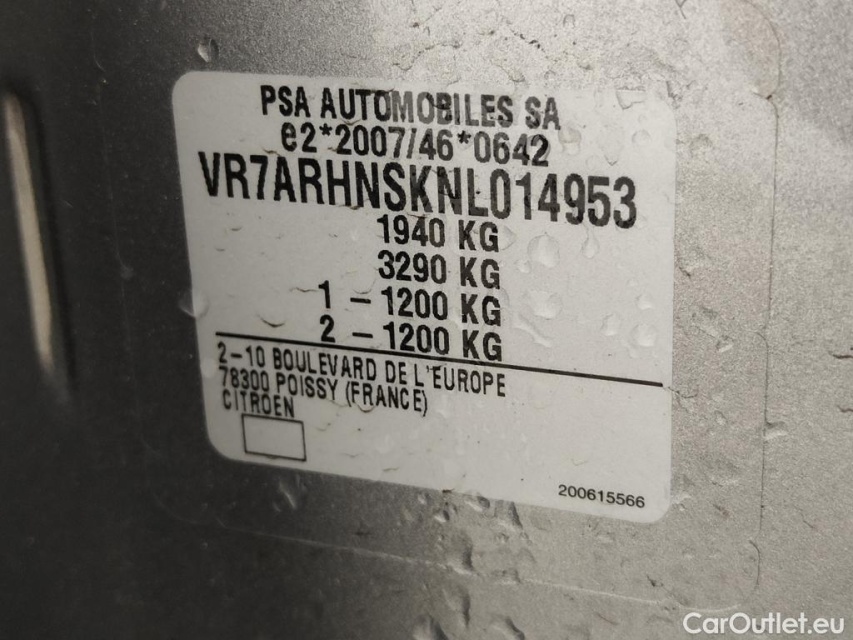 PSA AUTOMOBILES SA
e2*2007/46*0642
VR7ARHNSKNL014953
1940 KG
3290 KG
1 – 1200 KG
2 – 1200 KG
2–10 BOULEVARD DE L'EUROPE
78300 POISSY (FRANCE)
CITROEN
200615566
CarOutlet.eu